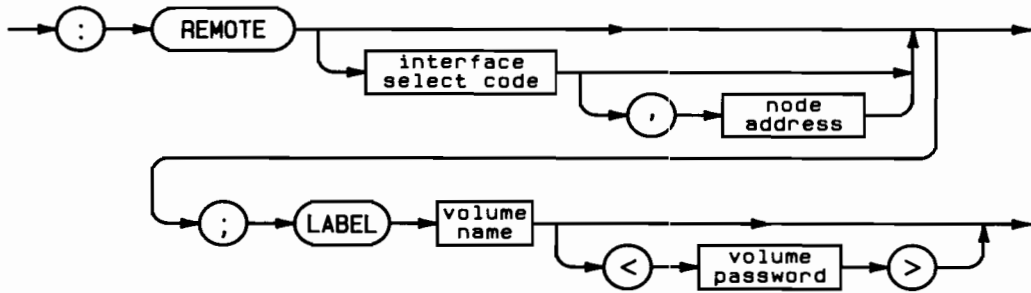 : REMOTE
interface
select code
, node
address
; LABEL volume
name
< volume
password >